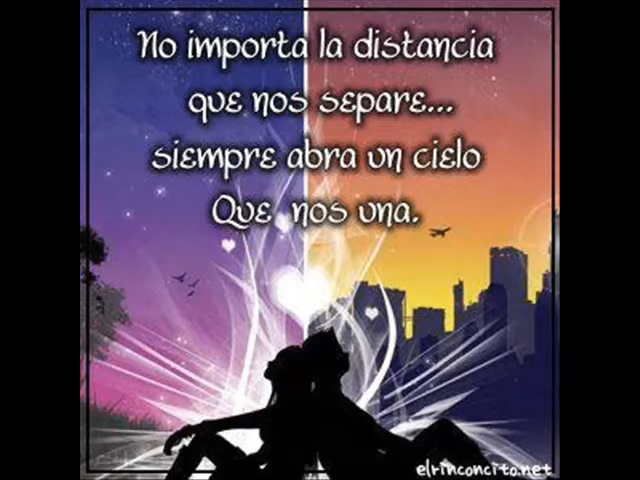 No importa la distancia
que nos separe...
siempre abra un cielo
Que nos una.
elrinconcito.net